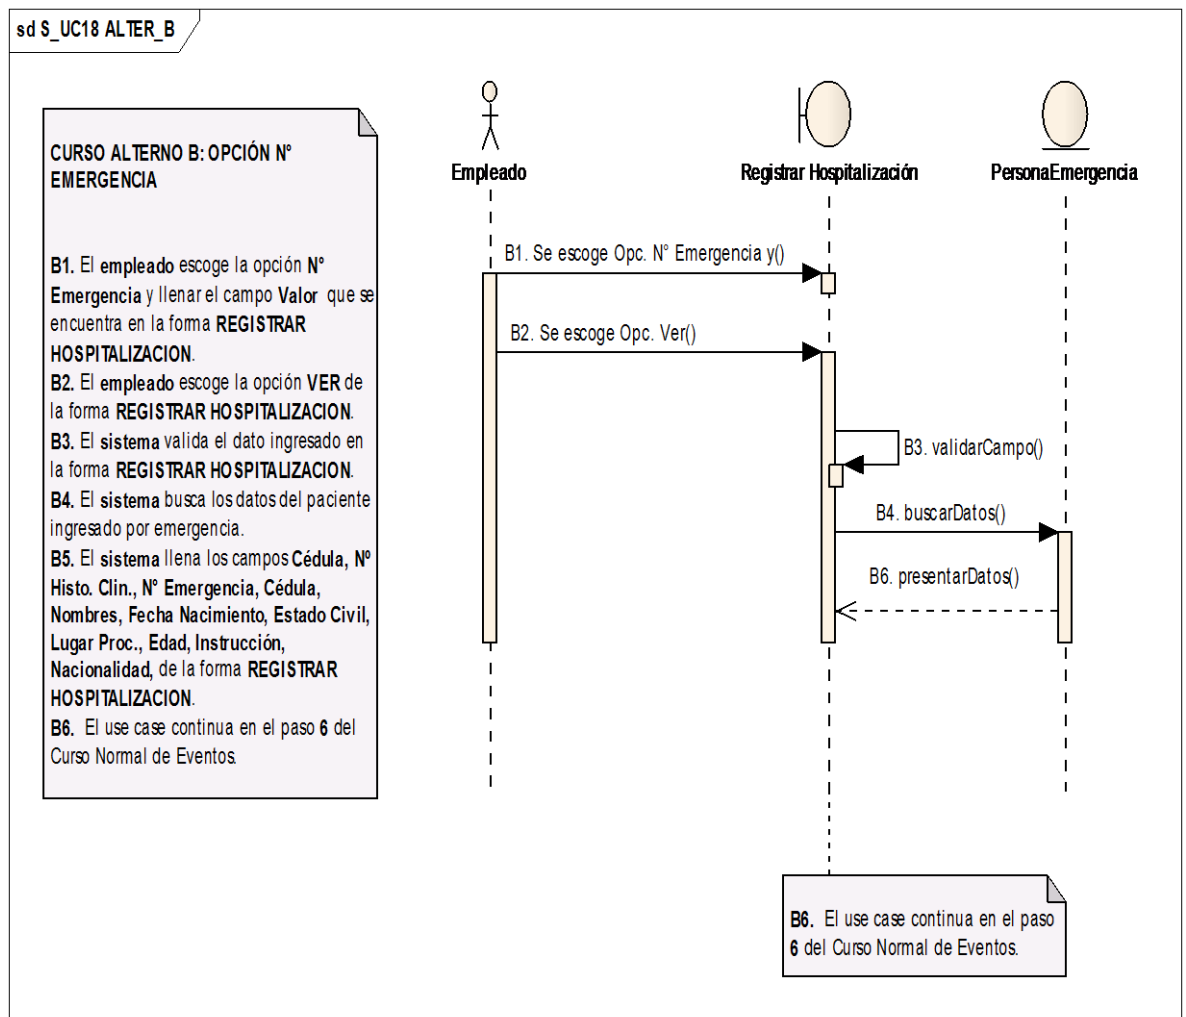 sd S_UC18 ALTER_B
CURSO ALTERNO B: OPCIÓN N°
EMERGENCIA
B1. El empleado escoge la opción N°
Emergencia y llenar el campo Valor que se
encuentra en la forma REGISTRAR
HOSPITALIZACION.
B2. El empleado escoge la opción VER de
la forma REGISTRAR HOSPITALIZACION.
B3. El sistema valida el dato ingresado en
la forma REGISTRAR HOSPITALIZACION.
B4. El sistema busca los datos del paciente
ingresado por emergencia.
B5. El sistema llena los campos Cédula, Nº
Histo. Clin., N° Emergencia, Cédula,
Nombres, Fecha Nacimiento, Estado Civil,
Lugar Proc., Edad, Instrucción,
Nacionalidad, de la forma REGISTRAR
HOSPITALIZACION.
B6. El use case continua en el paso 6 del
Curso Normal de Eventos.
Empleado
Registrar Hospitalización
PersonaEmergencia
B1. Se escoge Opc. N° Emergencia y()
B2. Se escoge Opc. Ver()
B3. validarCampo()
B4. buscarDatos()
B6. presentarDatos()
B6. El use case continua en el paso
6 del Curso Normal de Eventos.